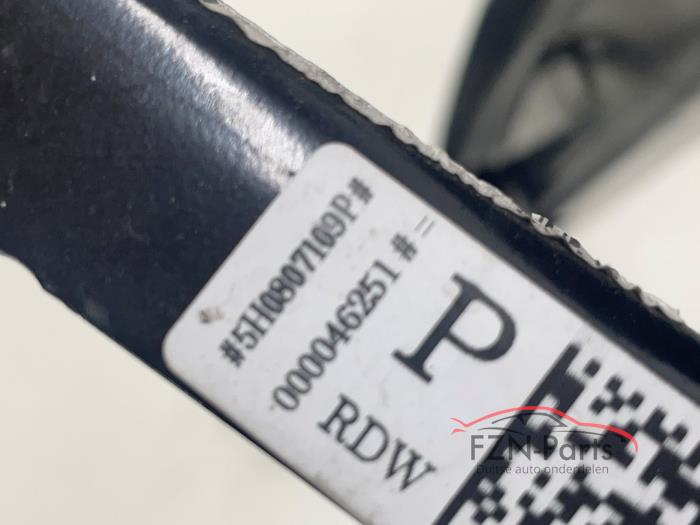 #5H0807109P#
000046251#=
P
RDW
FZN-Parts
Duitse auto onderdelen